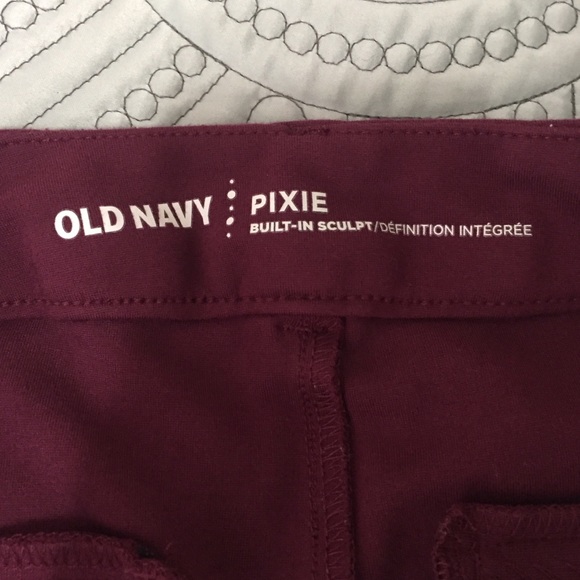 OLD NAVY
PIXIE
BUILT-IN SCULPT/DÉFINITION INTÉGRÉE